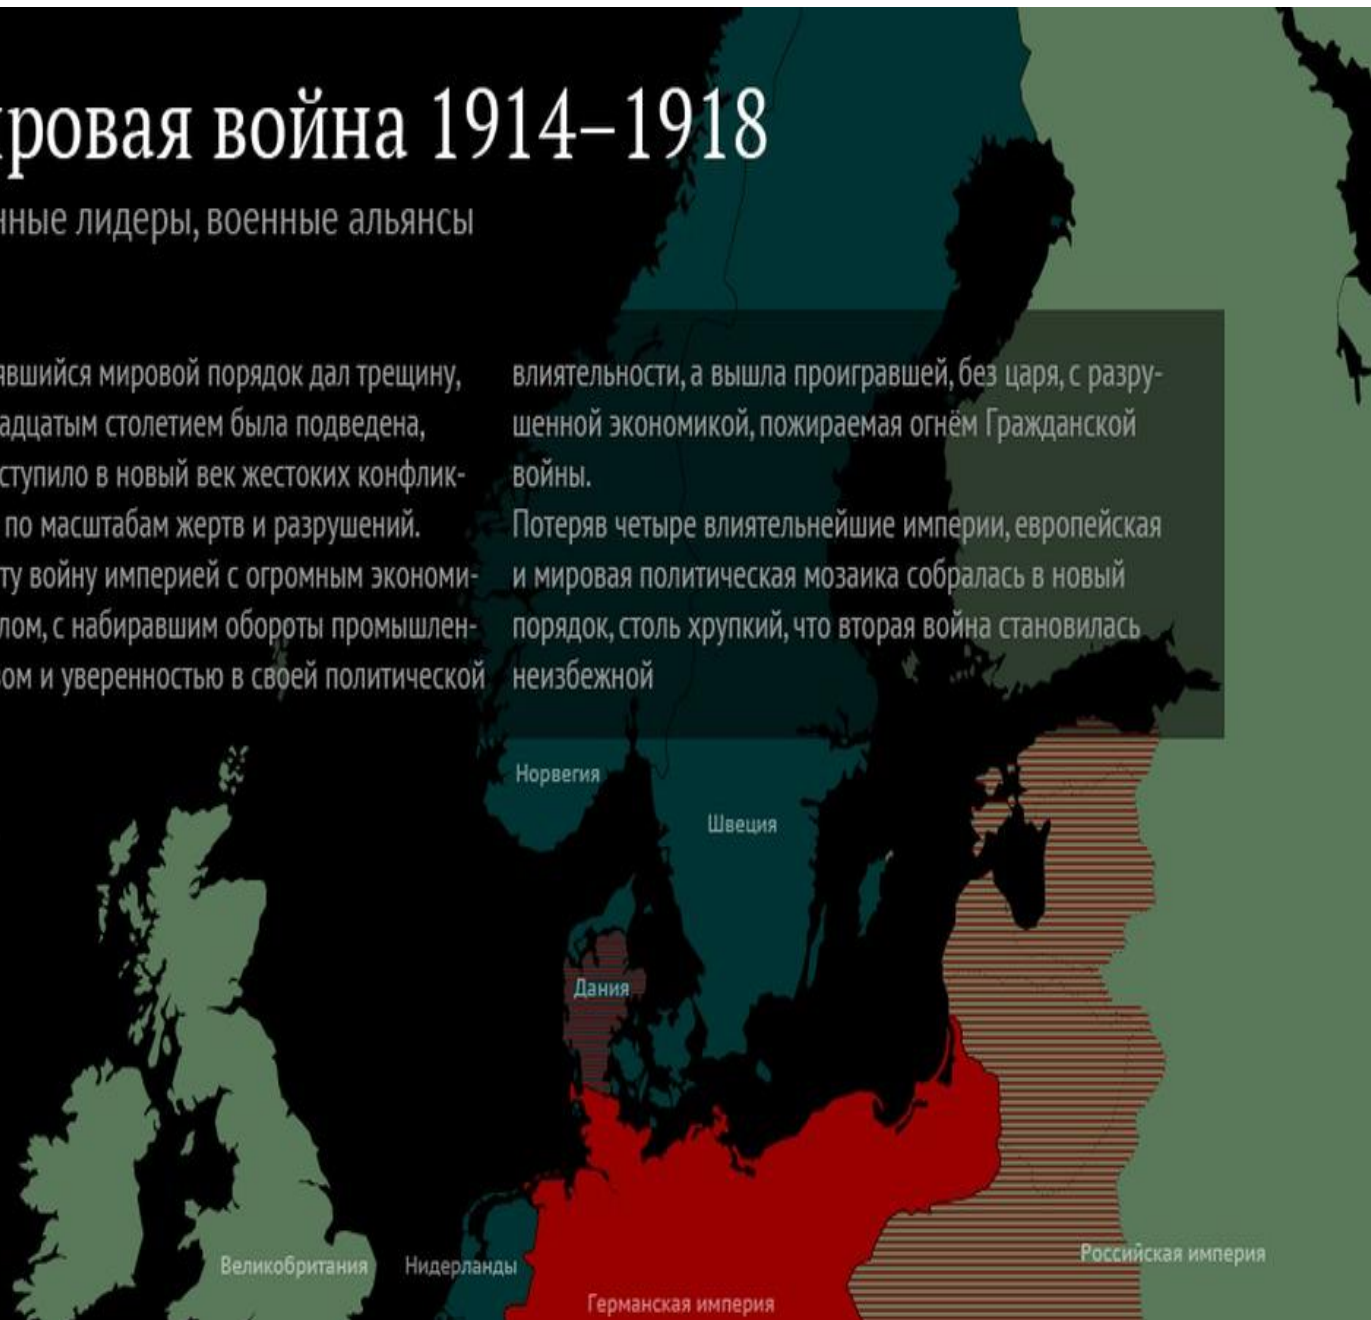 ровая война 1914–1918
нные лидеры, военные альянсы
явшийся мировой порядок дал трещину,
адцатым столетием была подведена,
ступило в новый век жестоких конфлик-
по масштабам жертв и разрушений.
ту войну империей с огромным экономи-
лом, с набиравшим обороты промышлен-
вом и уверенностью в своей политической
влиятельности, а вышла проигравшей, без царя, с разру-
шенной экономикой, пожираемая огнём Гражданской
войны.
Потеряв четыре влиятельнейшие империи, европейская
и мировая политическая мозаика собралась в новый
порядок, столь хрупкий, что вторая война становилась
неизбежной
Норвегия
Швеция
Дания
Великобритания
Нидерланды
Российская империя
Германская империя